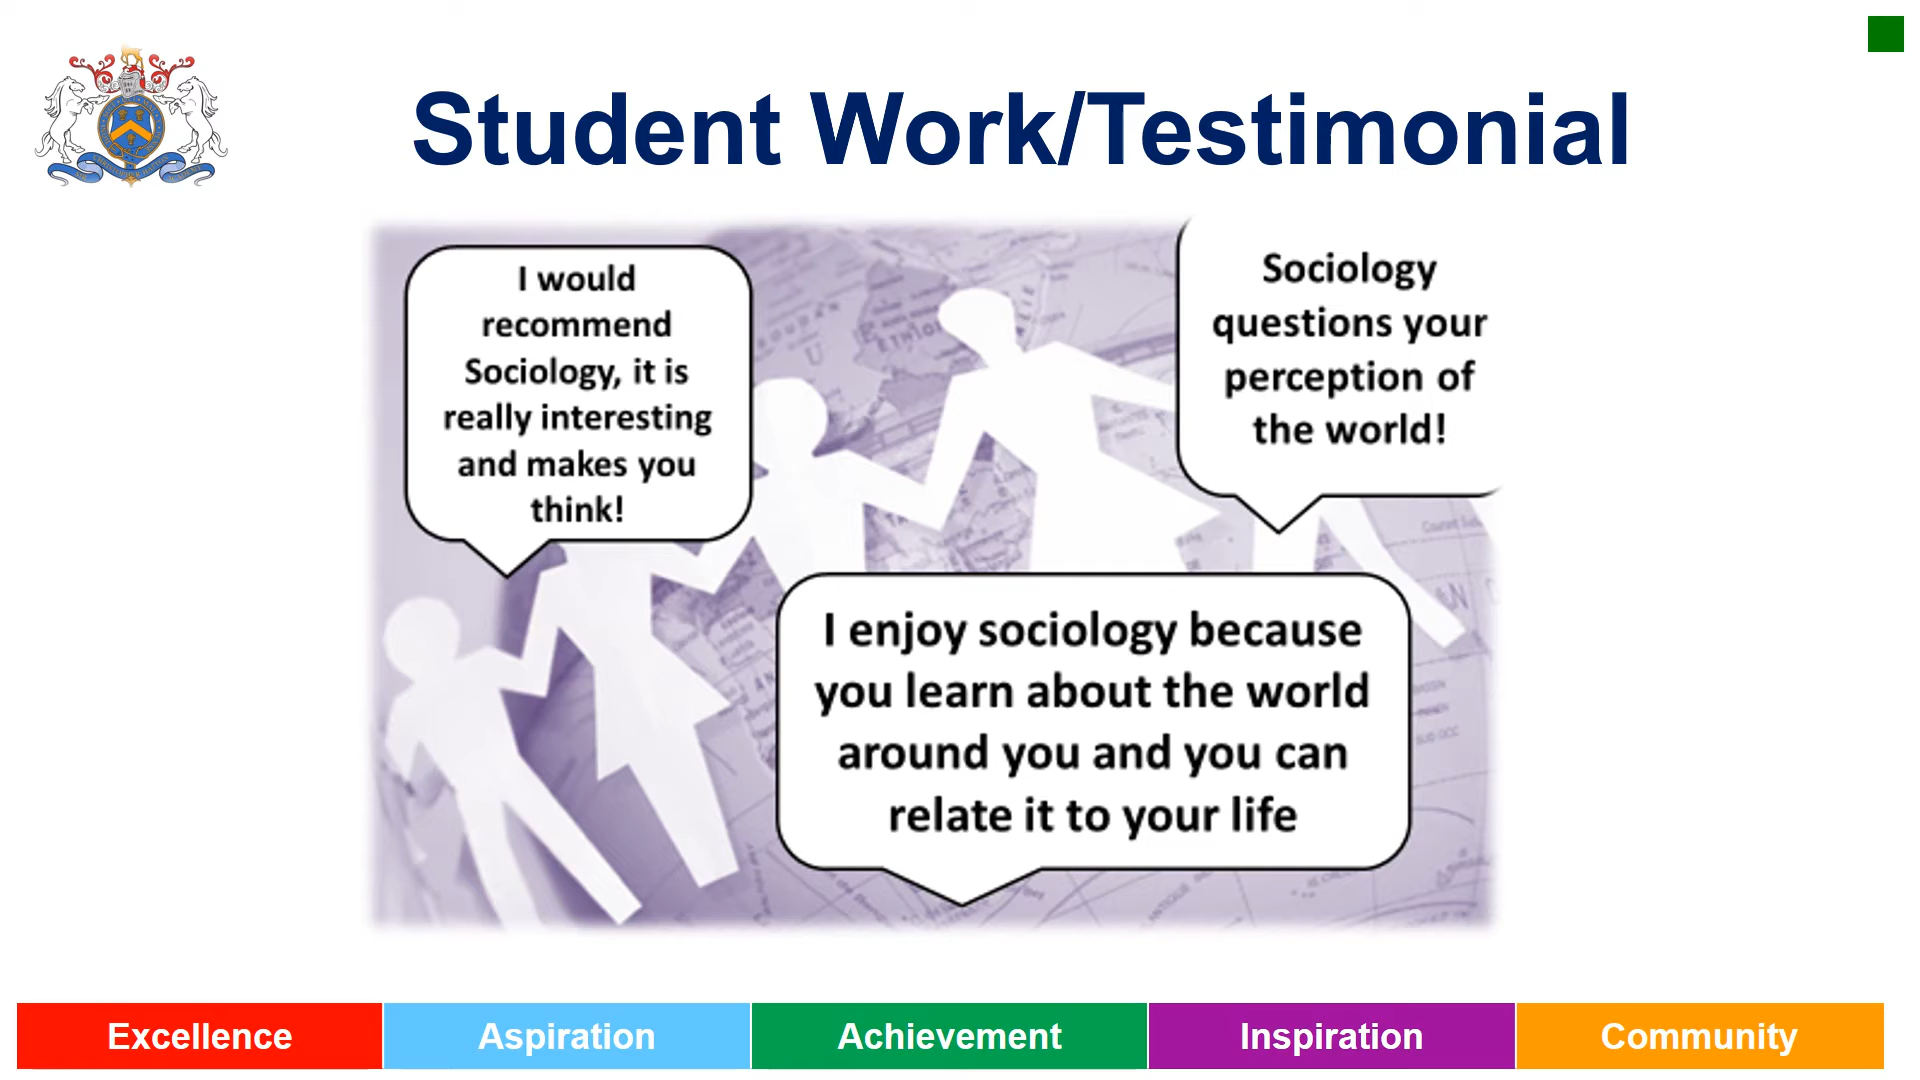 Student Work/Testimonial
I would
recommend
Sociology, it is
really interesting
and makes you
think!
Sociology
questions your
perception of
the world!
I enjoy sociology because
you learn about the world
around you and you can
relate it to your life
Excellence
Aspiration
Achievement
Inspiration
Community